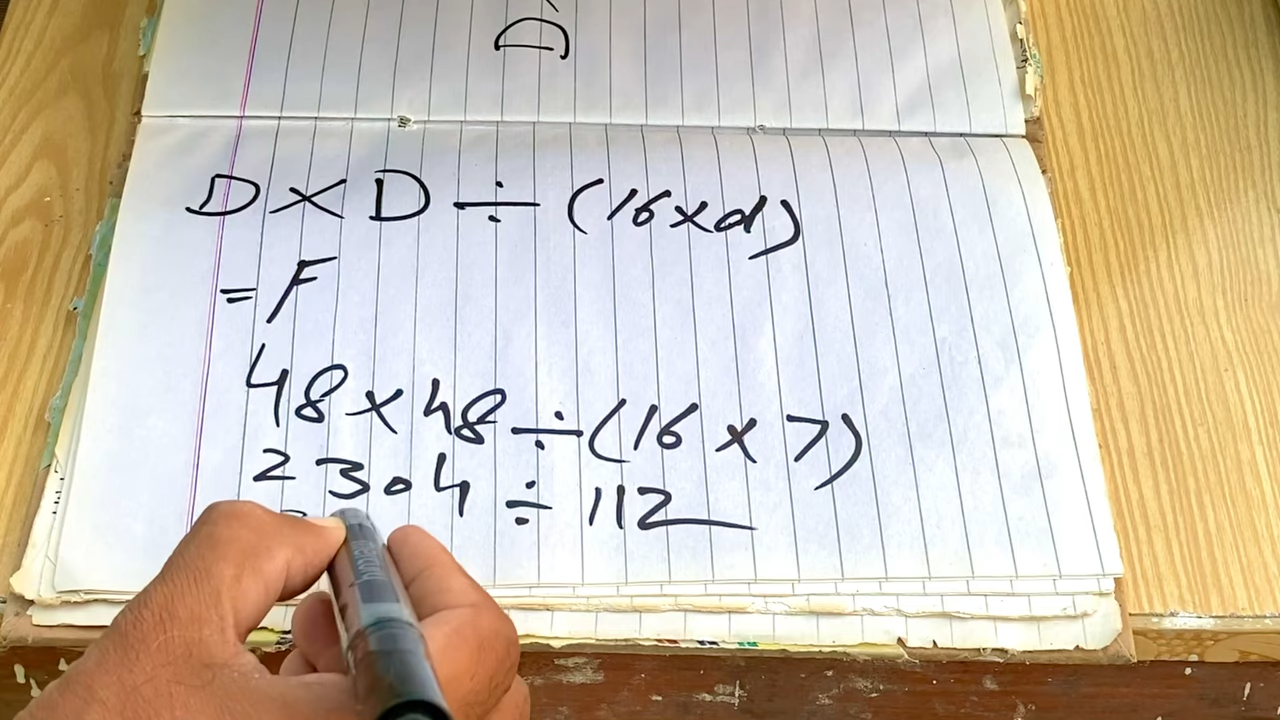 D
D X D ÷ (16 x d)
= F
48 x 48 ÷ (16 x 7)
2304 ÷ 112